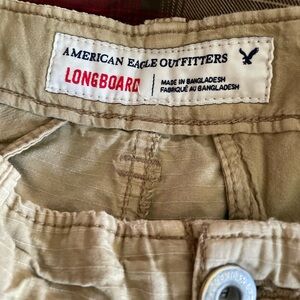 AMERICAN EAGLE OUTFITTERS
LONGBOARD
MADE IN BANGLADESH
FABRIQUÉ AU BANGLADESH